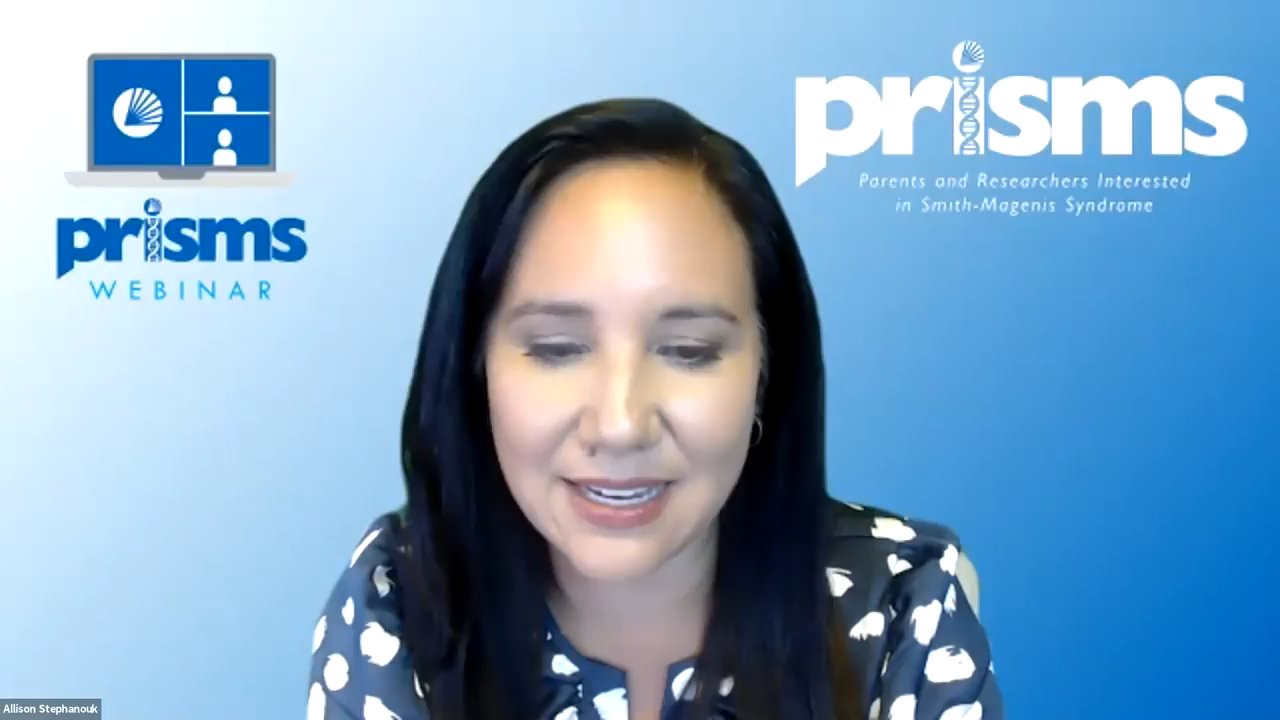 prisms
WEBINAR
prisms
Parents and Researchers Interested
in Smith-Magenis Syndrome
Allison Stephanouk